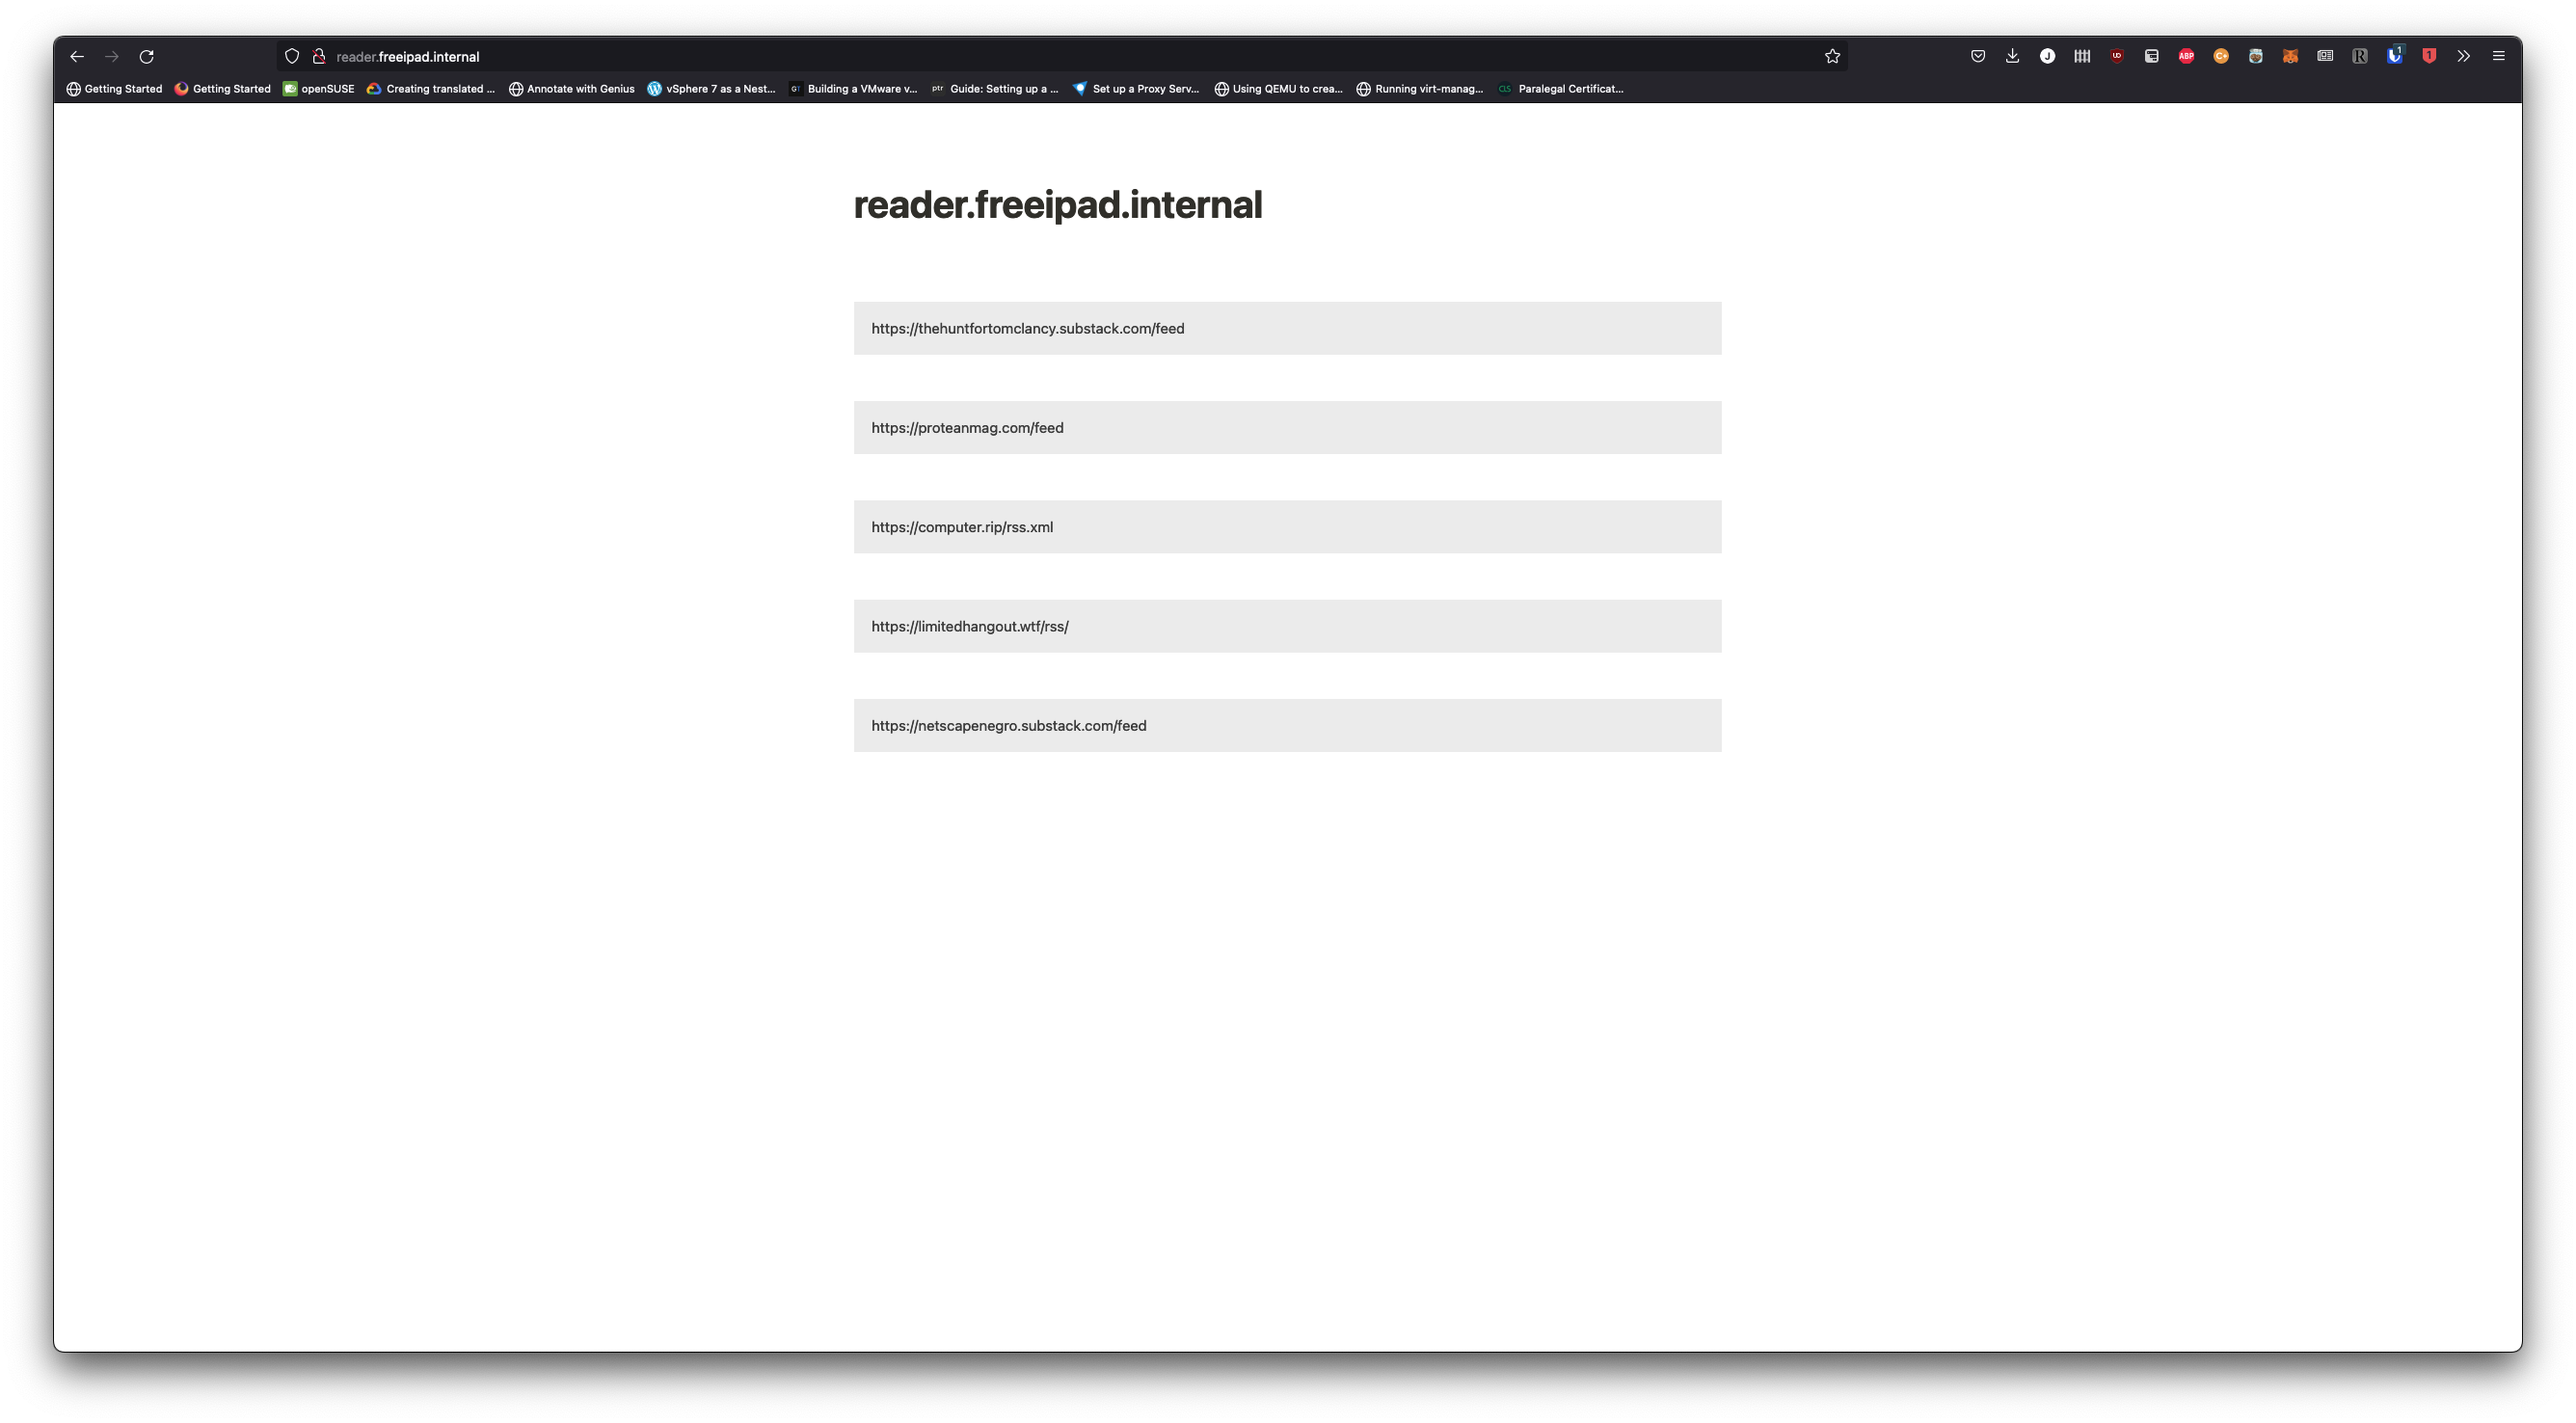 reader.freeipad.internal
Getting Started Getting Started openSUSE Creating translated ... Annotate with Genius vSphere 7 as a Nest... GT Building a VMware v... ptr Guide: Setting up a ... Set up a Proxy Serv... Using QEMU to crea... Running virt-manag... CLS Paralegal Certificat...
reader.freeipad.internal
https://thehuntfortomclancy.substack.com/feed
https://proteanmag.com/feed
https://computer.rip/rss.xml
https://limitedhangout.wtf/rss/
https://netscapenegro.substack.com/feed